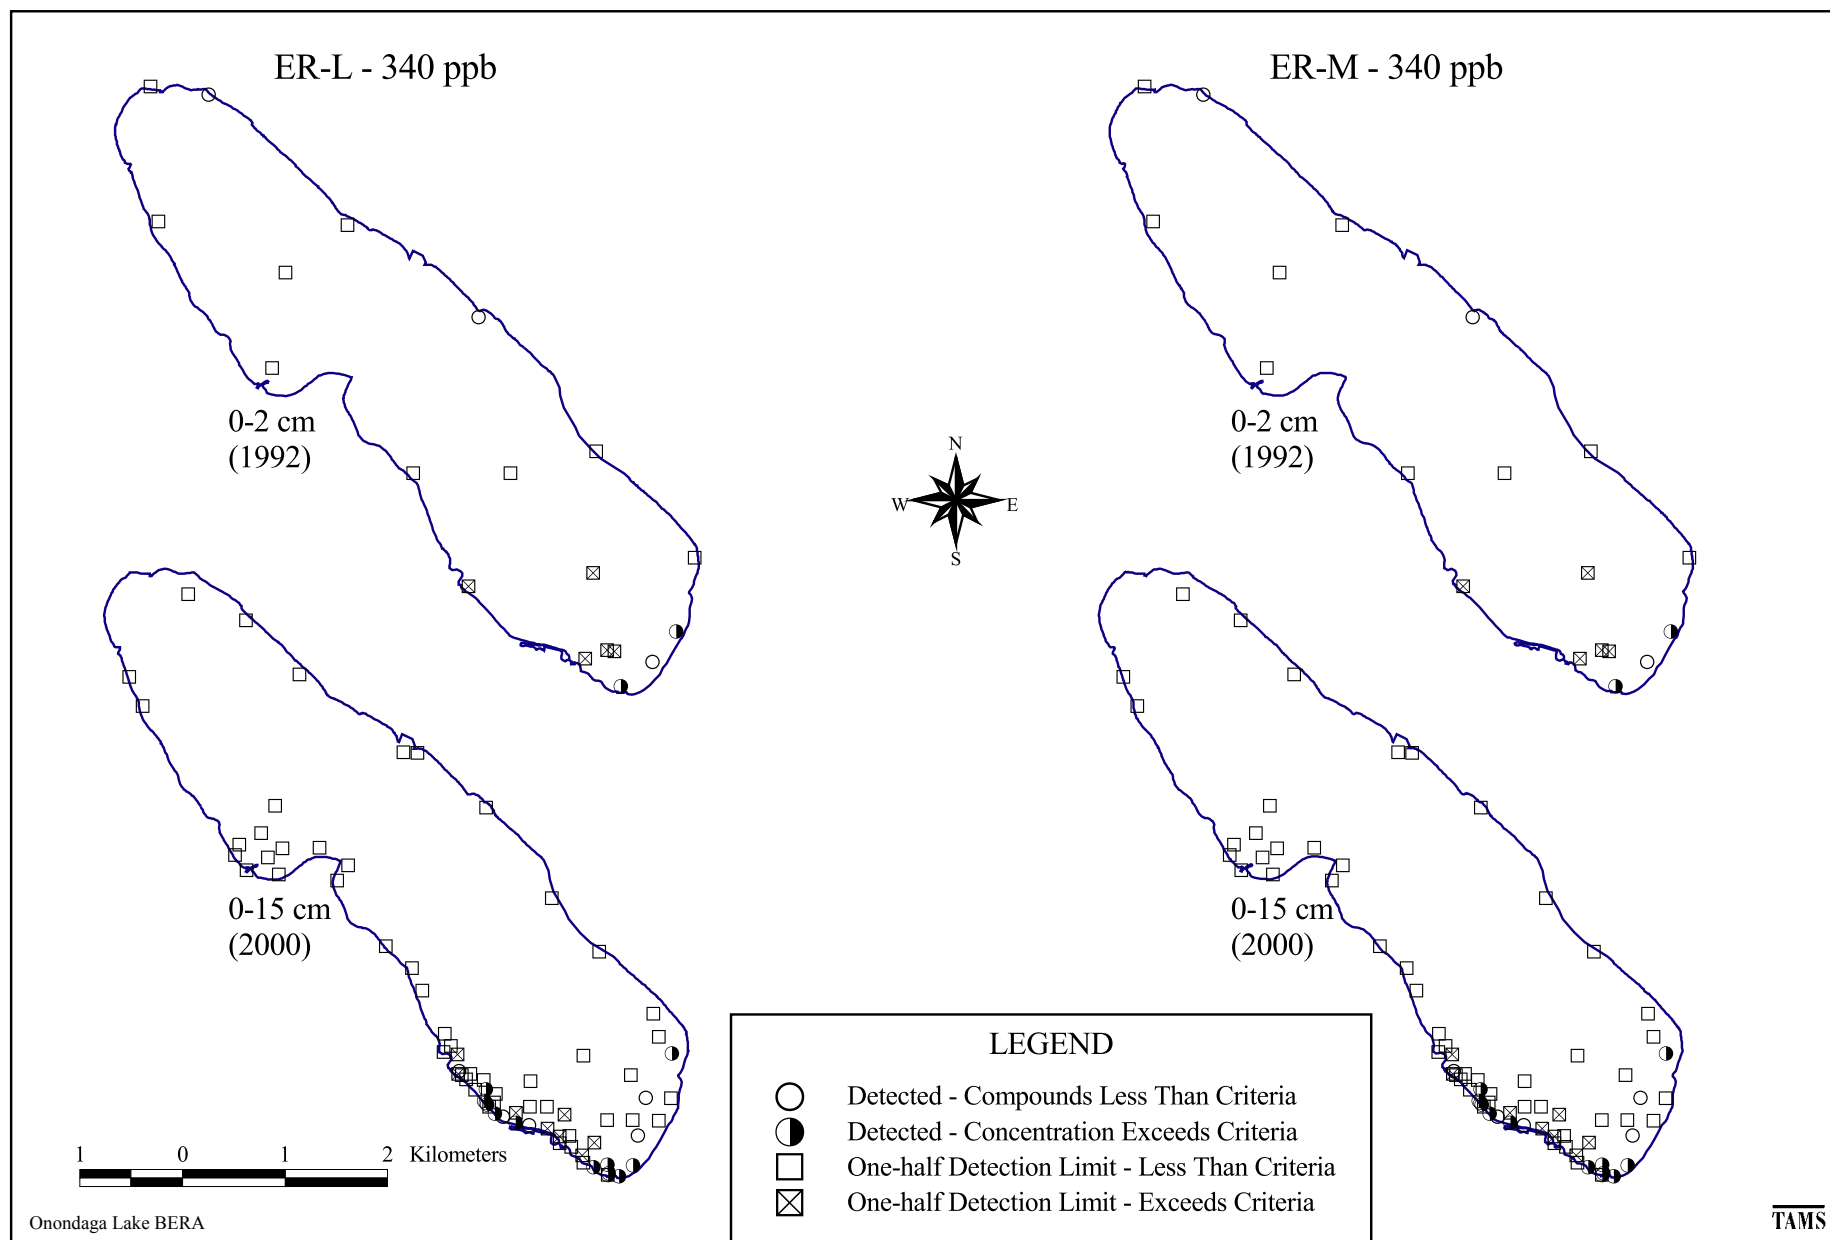 ER-L - 340 ppb
ER-M - 340 ppb
0-2 cm
(1992)
0-2 cm
(1992)
N
W
E
S
0-15 cm
(2000)
0-15 cm
(2000)
LEGEND
Detected - Compounds Less Than Criteria
Detected - Concentration Exceeds Criteria
One-half Detection Limit - Less Than Criteria
One-half Detection Limit - Exceeds Criteria
1 0 1 2 Kilometers
Onondaga Lake BERA
TAMS